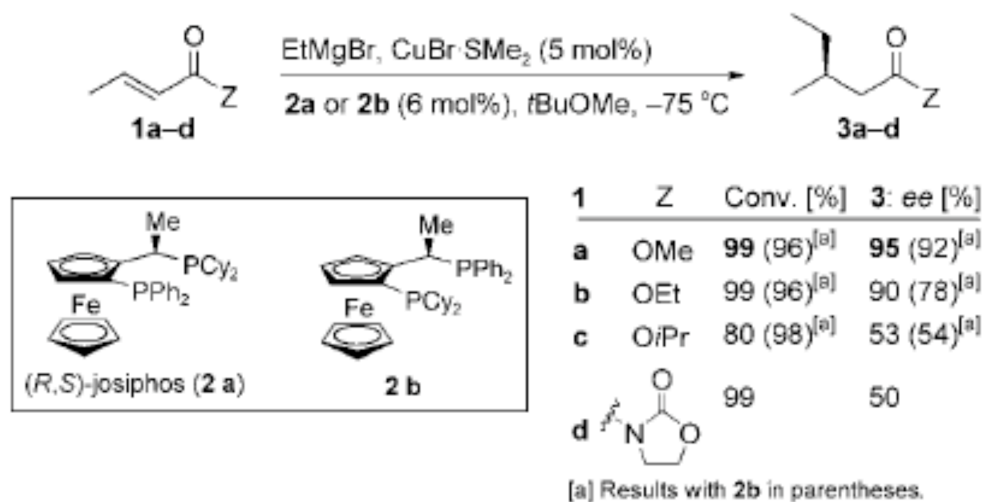 O
Z
1a–d
EtMgBr, CuBr·SMe₂ (5 mol%)
2a or 2b (6 mol%), tBuOMe, –75 °C
O
Z
3a–d
Me
PCy₂
PPh₂
Fe
(R,S)-josiphos (2 a)
Me
PPh₂
PCy₂
Fe
2 b
1 Z Conv. [%] 3: ee [%]
a OMe 99 (96)[a] 95 (92)[a]
b OEt 99 (96)[a] 90 (78)[a]
c OiPr 80 (98)[a] 53 (54)[a]
d N O O 99 50
[a] Results with 2b in parentheses.